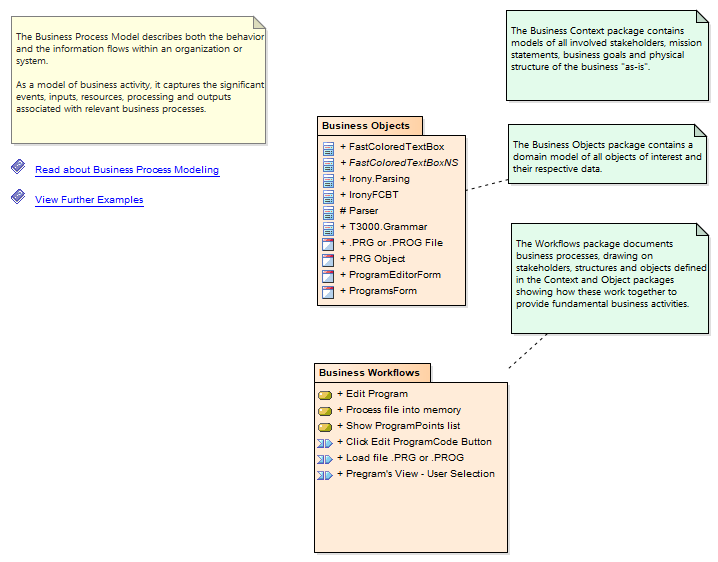 The Business Process Model describes both the behavior
and the information flows within an organization or
system.
As a model of business activity, it captures the significant
events, inputs, resources, processing and outputs
associated with relevant business processes.
Read about Business Process Modeling
View Further Examples
The Business Context package contains
models of all involved stakeholders, mission
statements, business goals and physical
structure of the business "as-is".
Business Objects
+ FastColoredTextBox
+ FastColoredTextBoxNS
+ Irony.Parsing
+ IronyFCBT
# Parser
+ T3000.Grammar
+ .PRG or .PROG File
+ PRG Object
+ ProgramEditorForm
+ ProgramsForm
The Business Objects package contains a
domain model of all objects of interest and
their respective data.
The Workflows package documents
business processes, drawing on
stakeholders, structures and objects defined
in the Context and Object packages
showing how these work together to
provide fundamental business activities.
Business Workflows
+ Edit Program
+ Process file into memory
+ Show ProgramPoints list
+ Click Edit ProgramCode Button
+ Load file .PRG or .PROG
+ Pregram's View - User Selection